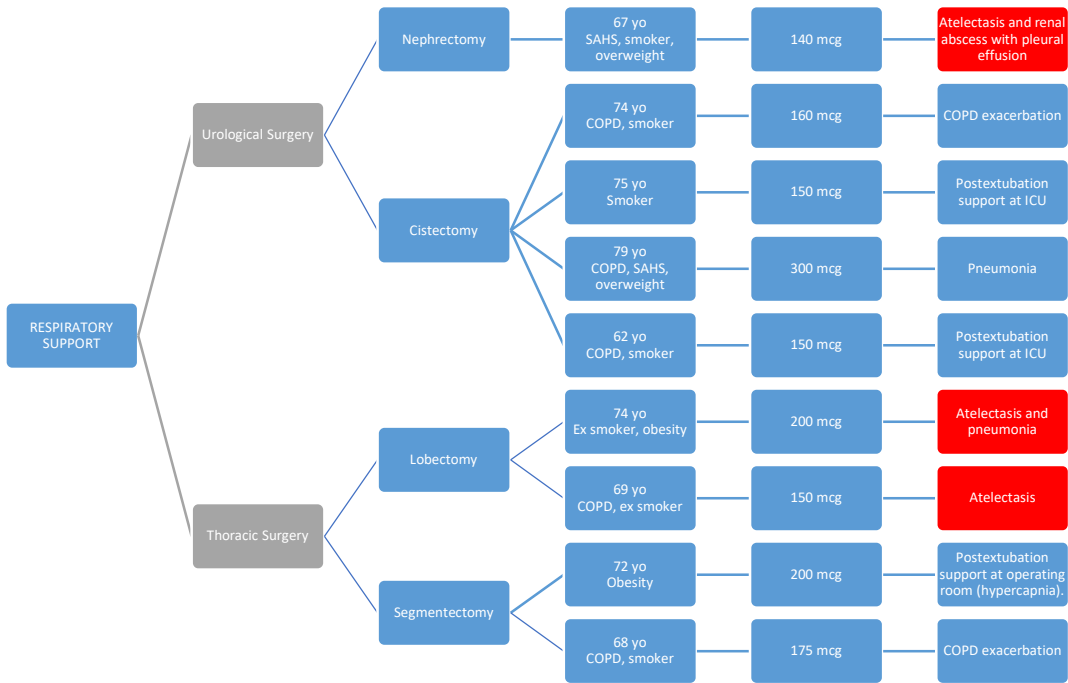 RESPIRATORY
SUPPORT
Urological Surgery
Nephrectomy
67 yo
SAHS, smoker,
overweight
140 mcg
Atelectasis and renal
abscess with pleural
effusion
Cistectomy
74 yo
COPD, smoker
160 mcg
COPD exacerbation
75 yo
Smoker
150 mcg
Postextubation
support at ICU
79 yo
COPD, SAHS,
overweight
300 mcg
Pneumonia
62 yo
COPD, smoker
150 mcg
Postextubation
support at ICU
Thoracic Surgery
Lobectomy
74 yo
Ex smoker, obesity
200 mcg
Atelectasis and
pneumonia
69 yo
COPD, ex smoker
150 mcg
Atelectasis
Segmentectomy
72 yo
Obesity
200 mcg
Postextubation
support at operating
room (hypercapnia).
68 yo
COPD, smoker
175 mcg
COPD exacerbation